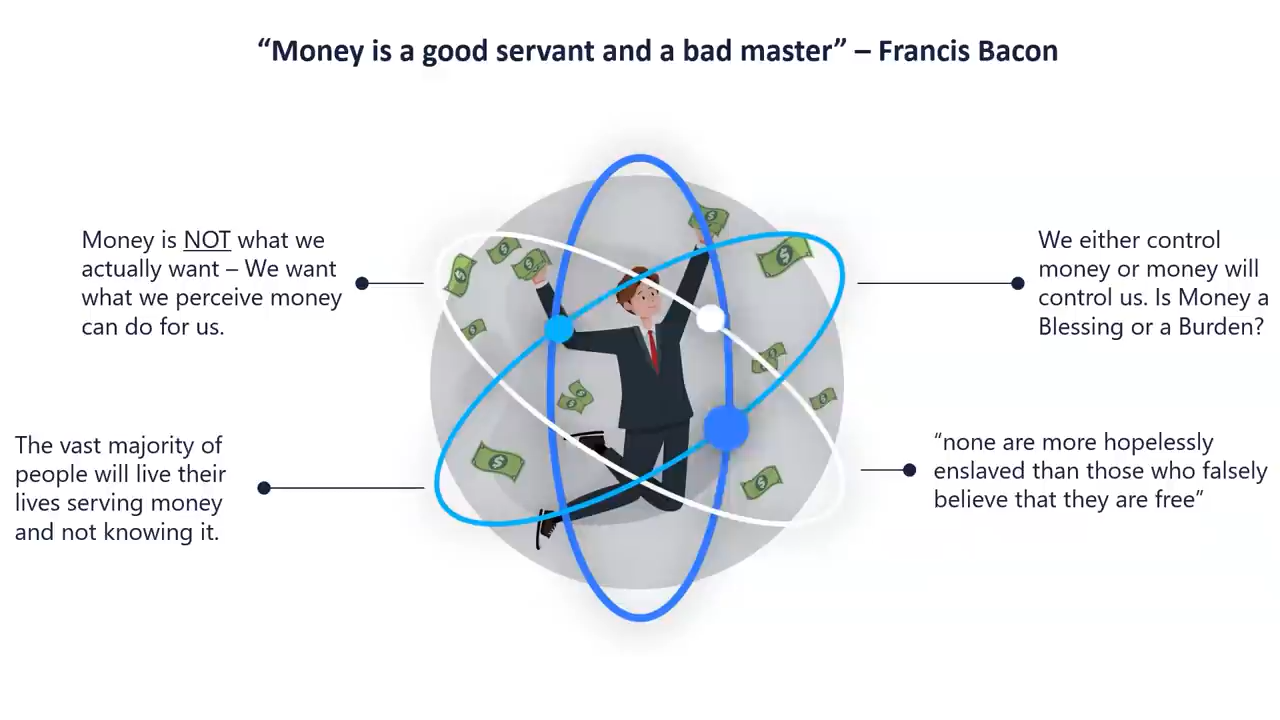 “Money is a good servant and a bad master” – Francis Bacon
Money is NOT what we
actually want – We want
what we perceive money
can do for us.
We either control
money or money will
control us. Is Money a
Blessing or a Burden?
The vast majority of
people will live their
lives serving money
and not knowing it.
“none are more hopelessly
enslaved than those who falsely
believe that they are free”